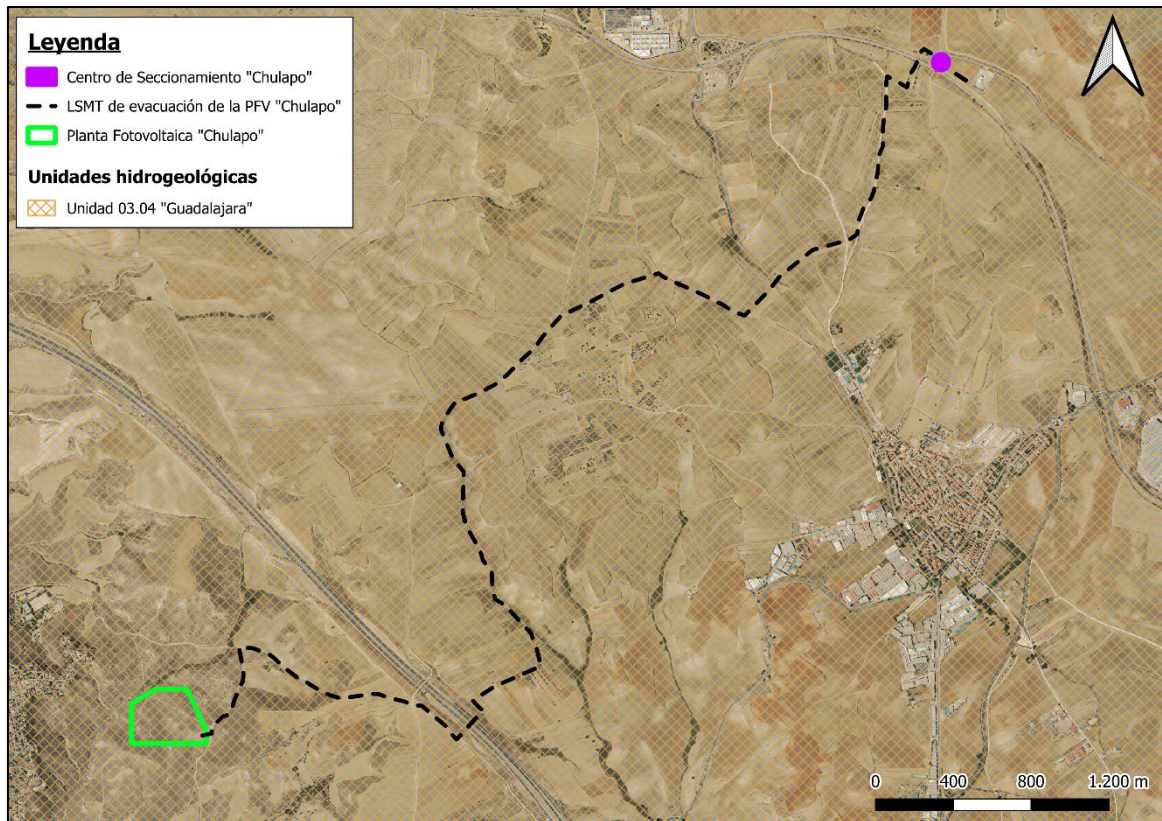 Leyenda
Centro de Seccionamiento "Chulapo"
LSMT de evacuación de la PFV "Chulapo"
Planta Fotovoltaica "Chulapo"
Unidades hidrogeológicas
Unidad 03.04 "Guadalajara"
0 400 800 1.200 m